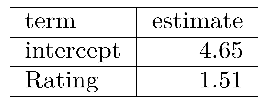 term estimate
intercept 4.65
Rating 1.51